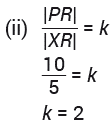 (ii) |PR|/|XR| = k
10/5 = k
k = 2